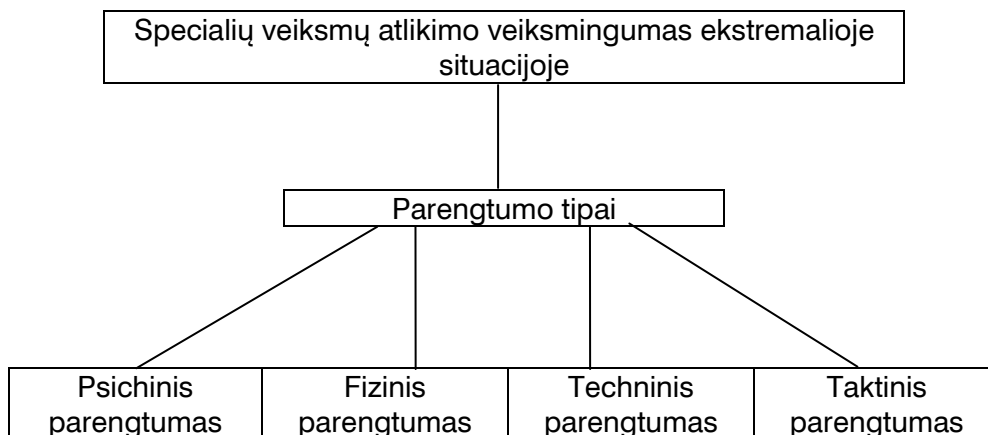 Specialių veiksmų atlikimo veiksmingumas ekstremalioje
situacijoje
Parengtumo tipai
Psichinis
parengtumas
Fizinis
parengtumas
Techninis
parengtumas
Taktinis
parengtumas